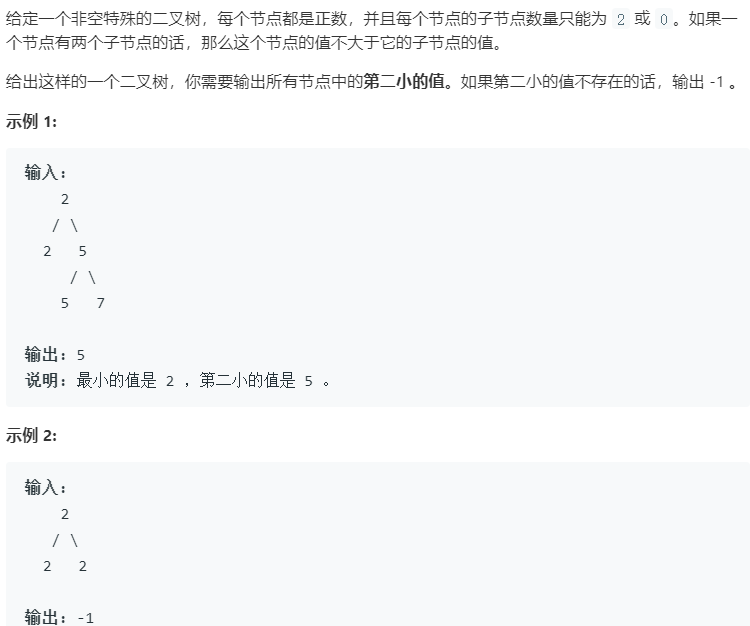 给定一个非空特殊的二叉树，每个节点都是正数，并且每个节点的子节点数量只能为 2 或 0。如果一
个节点有两个子节点的话，那么这个节点的值不大于它的子节点的值。
给出这样的一个二叉树，你需要输出所有节点中的第二小的值。如果第二小的值不存在的话，输出 -1 。
示例 1:
输入:
    2
   / \
  2   5
     / \
    5   7
输出: 5
说明: 最小的值是 2 ，第二小的值是 5 。
示例 2:
输入:
    2
   / \
  2   2
输出: -1